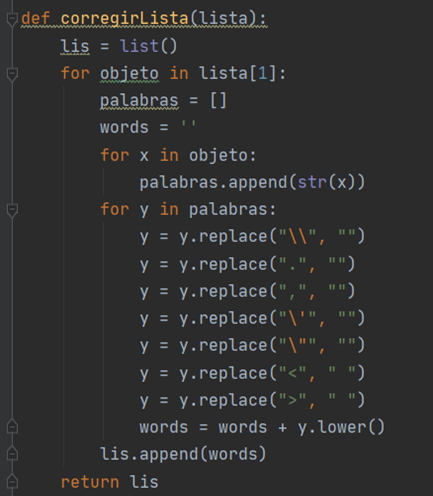 def corregirLista(lista):
    lis = list()
    for objeto in lista[1]:
        palabras = []
        words = ''
        for x in objeto:
            palabras.append(str(x))
        for y in palabras:
            y = y.replace("\\", "")
            y = y.replace(".", "")
            y = y.replace(",", "")
            y = y.replace("\'", "")
            y = y.replace("\"", "")
            y = y.replace("<", " ")
            y = y.replace(">", " ")
            words = words + y.lower()
        lis.append(words)
    return lis